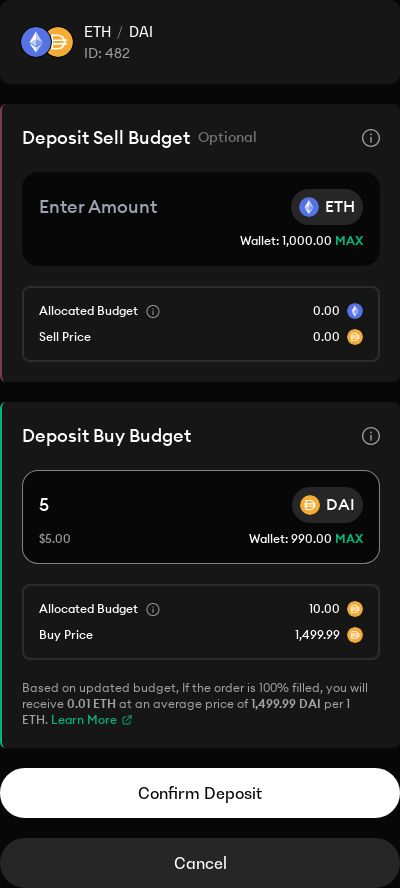 ETH / DAI
ID: 482
Deposit Sell Budget Optional
Enter Amount ETH
Wallet: 1,000.00 MAX
Allocated Budget 0.00
Sell Price 0.00
Deposit Buy Budget
5 DAI
$5.00 Wallet: 990.00 MAX
Allocated Budget 10.00
Buy Price 1,499.99
Based on updated budget, If the order is 100% filled, you will
receive 0.01 ETH at an average price of 1,499.99 DAI per 1
ETH. Learn More
Confirm Deposit
Cancel